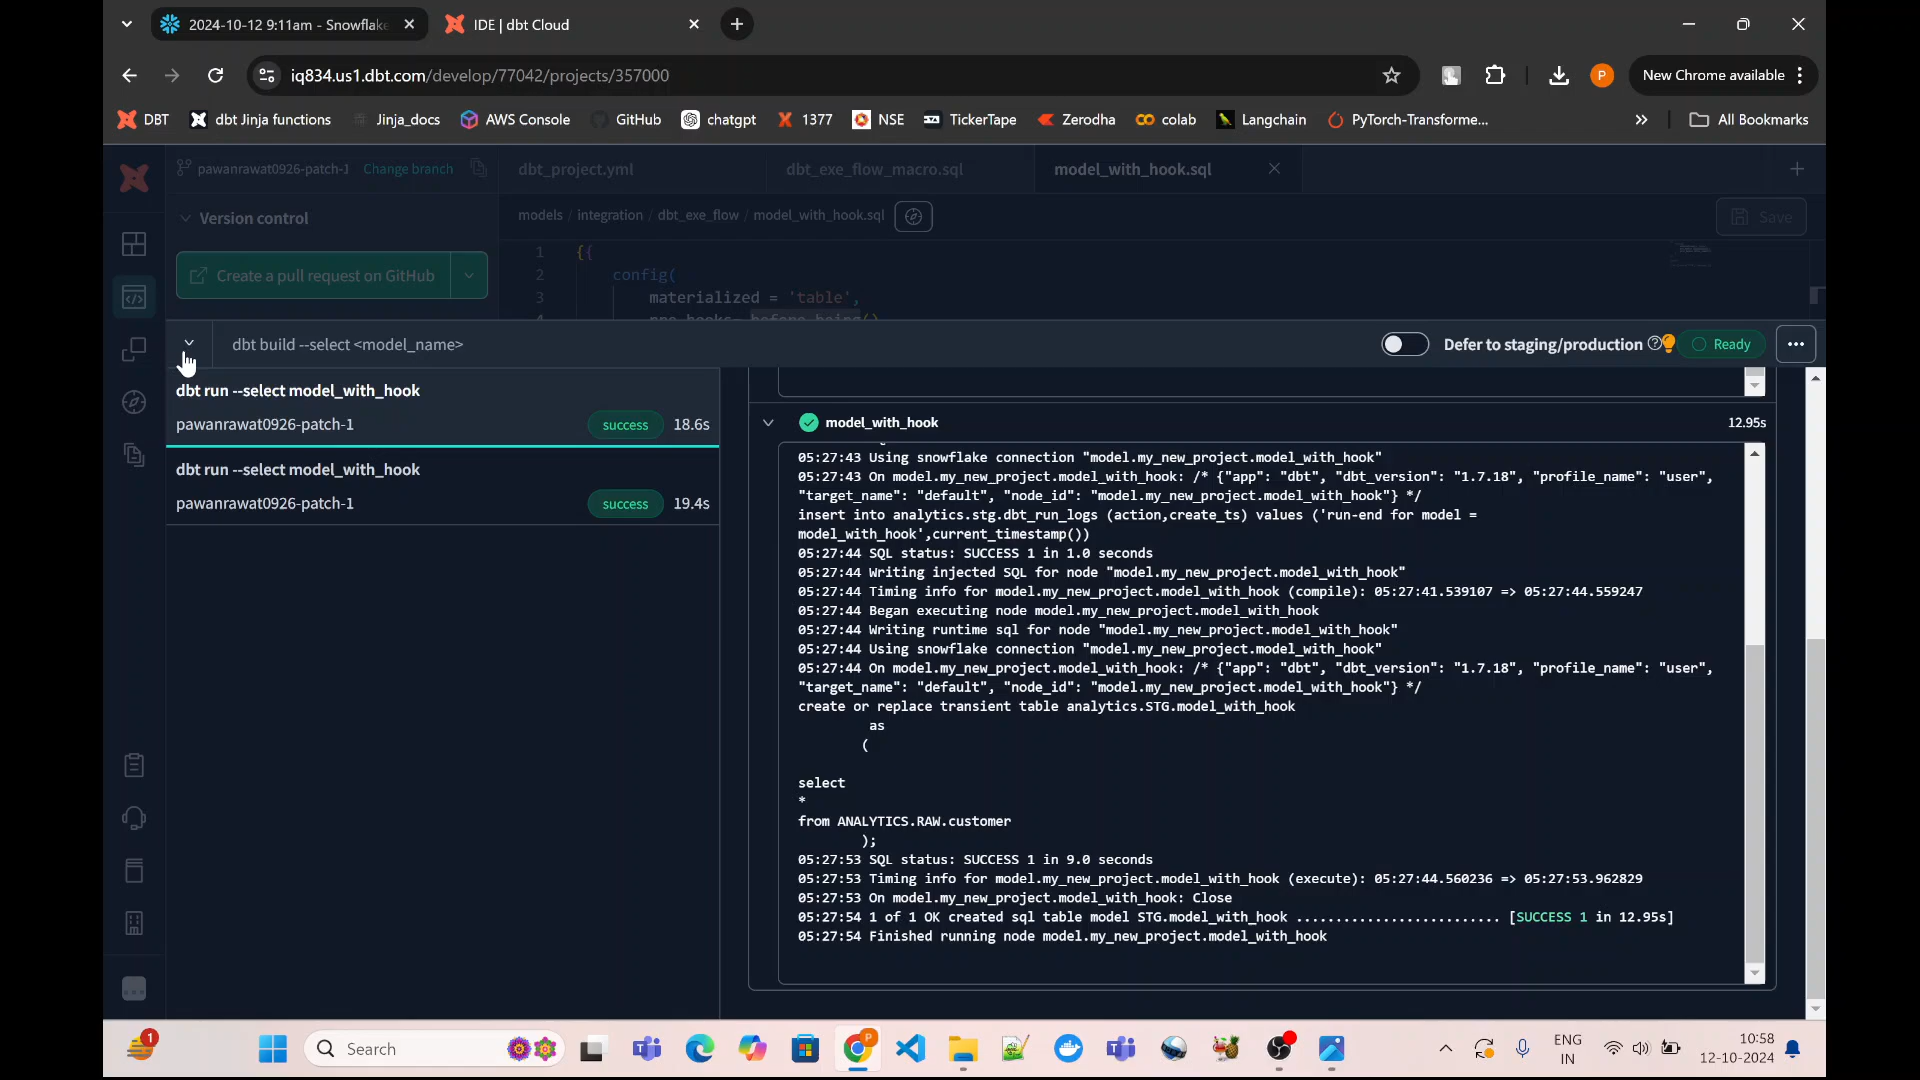 2024-10-12 9:11am - Snowflake
IDE | dbt Cloud
iq834.us1.dbt.com/develop/77042/projects/357000
P
New Chrome available
DBT
dbt Jinja functions
Jinja_docs
AWS Console
GitHub
chatgpt
1377
NSE
TickerTape
Zerodha
colab
Langchain
PyTorch-Transforme...
All Bookmarks
pawanrawat0926-patch-1 Change branch
dbt_project.yml
dbt_exe_flow_macro.sql
model_with_hook.sql
Version control
models / integration / dbt_exe_flow / model_with_hook.sql
Save
Create a pull request on GitHub
1 {{
2 config(
3 materialized = 'table',
dbt build --select <model_name>
Defer to staging/production
Ready
dbt run --select model_with_hook
pawanrawat0926-patch-1 success 18.6s
dbt run --select model_with_hook
pawanrawat0926-patch-1 success 19.4s
model_with_hook 12.95s
05:27:43 Using snowflake connection "model.my_new_project.model_with_hook"
05:27:43 On model.my_new_project.model_with_hook: /* {"app": "dbt", "dbt_version": "1.7.18", "profile_name": "user",
"target_name": "default", "node_id": "model.my_new_project.model_with_hook"} */
insert into analytics.stg.dbt_run_logs (action,create_ts) values ('run-end for model =
model_with_hook',current_timestamp())
05:27:44 SQL status: SUCCESS 1 in 1.0 seconds
05:27:44 Writing injected SQL for node "model.my_new_project.model_with_hook"
05:27:44 Timing info for model.my_new_project.model_with_hook (compile): 05:27:41.539107 => 05:27:44.559247
05:27:44 Began executing node model.my_new_project.model_with_hook
05:27:44 Writing runtime sql for node "model.my_new_project.model_with_hook"
05:27:44 Using snowflake connection "model.my_new_project.model_with_hook"
05:27:44 On model.my_new_project.model_with_hook: /* {"app": "dbt", "dbt_version": "1.7.18", "profile_name": "user",
"target_name": "default", "node_id": "model.my_new_project.model_with_hook"} */
create or replace transient table analytics.STG.model_with_hook
as
(
select
*
from ANALYTICS.RAW.customer
);
05:27:53 SQL status: SUCCESS 1 in 9.0 seconds
05:27:53 Timing info for model.my_new_project.model_with_hook (execute): 05:27:44.560236 => 05:27:53.962829
05:27:53 On model.my_new_project.model_with_hook: Close
05:27:54 1 of 1 OK created sql table model STG.model_with_hook .......................... [SUCCESS 1 in 12.95s]
05:27:54 Finished running node model.my_new_project.model_with_hook
1
Search
P
ENG
IN
10:58
12-10-2024